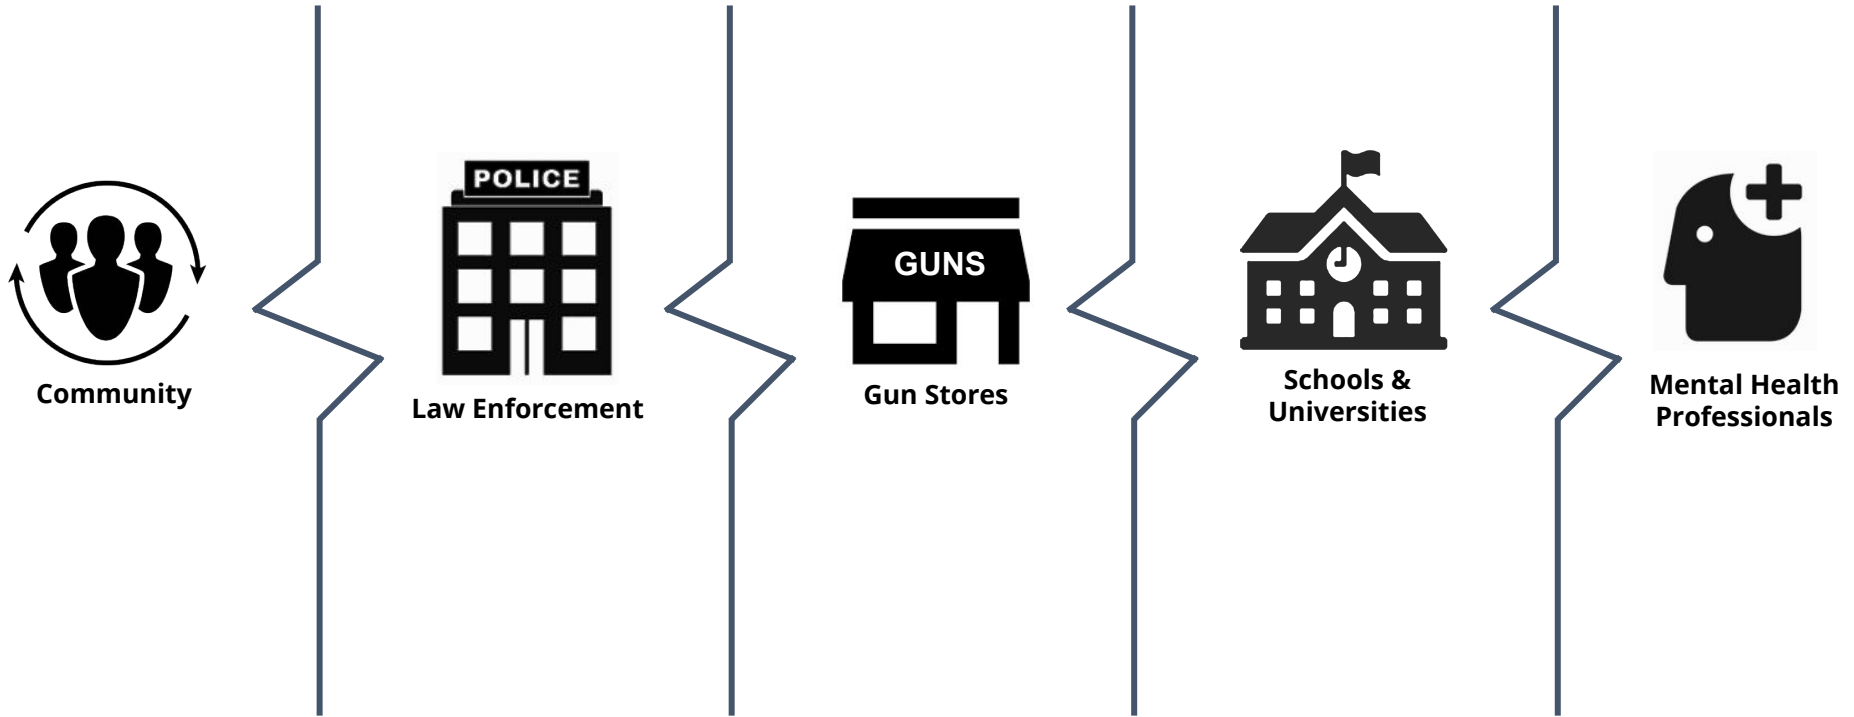 POLICE
GUNS
Community
Law Enforcement
Gun Stores
Schools &
Universities
Mental Health
Professionals